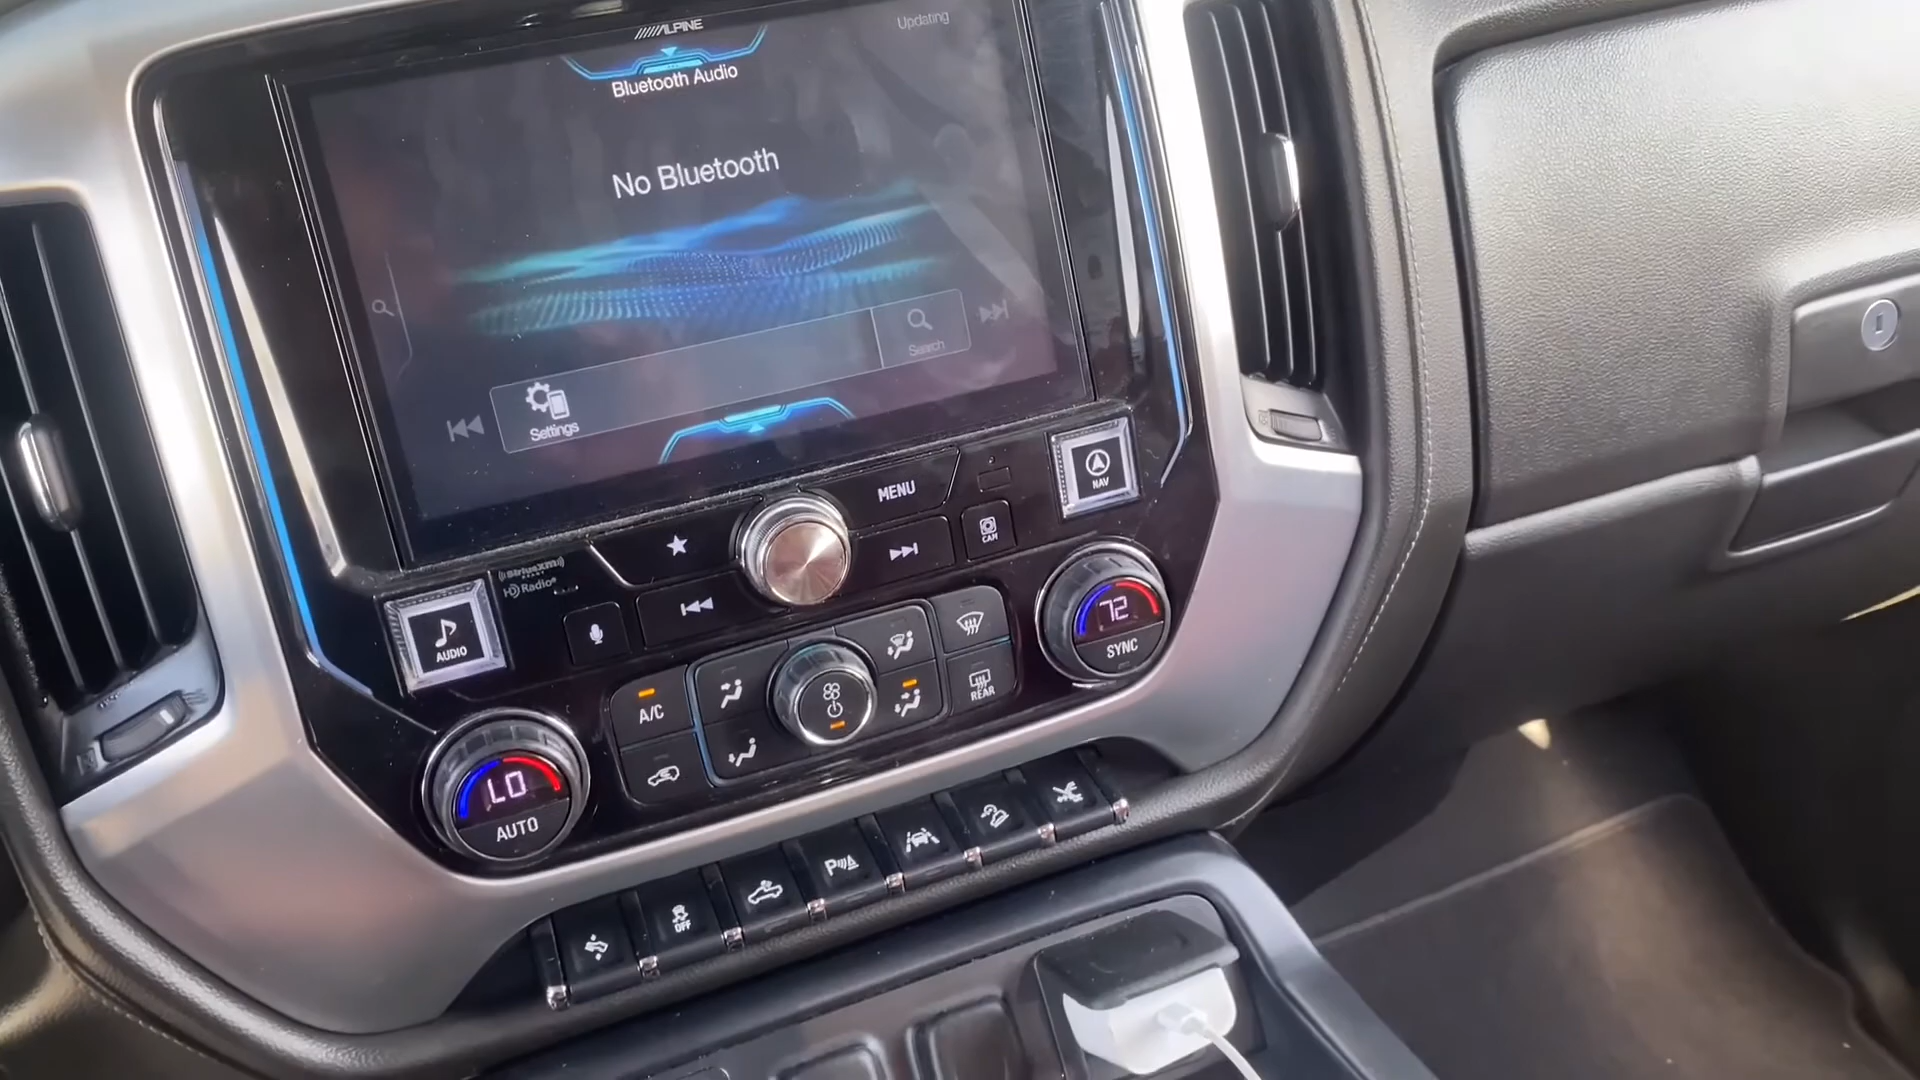 ALPINE
Updating
Bluetooth Audio
No Bluetooth
Search
Settings
MENU
NAV
CAM
SiriusXM
HD Radio
AUDIO
72
SYNC
REAR
A/C
LO
AUTO
OFF
P